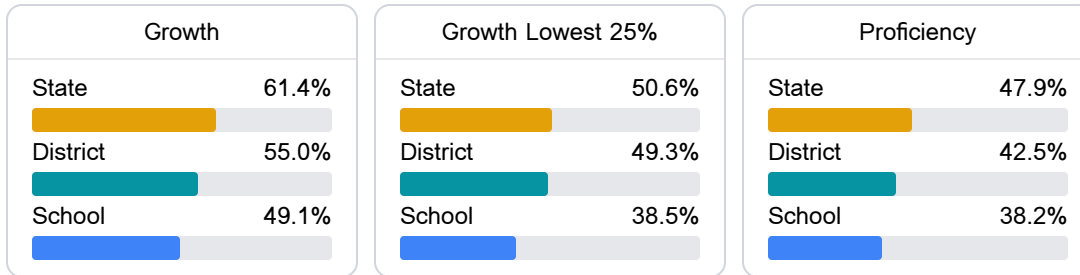 Growth
State 61.4%
District 55.0%
School 49.1%
Growth Lowest 25%
State 50.6%
District 49.3%
School 38.5%
Proficiency
State 47.9%
District 42.5%
School 38.2%